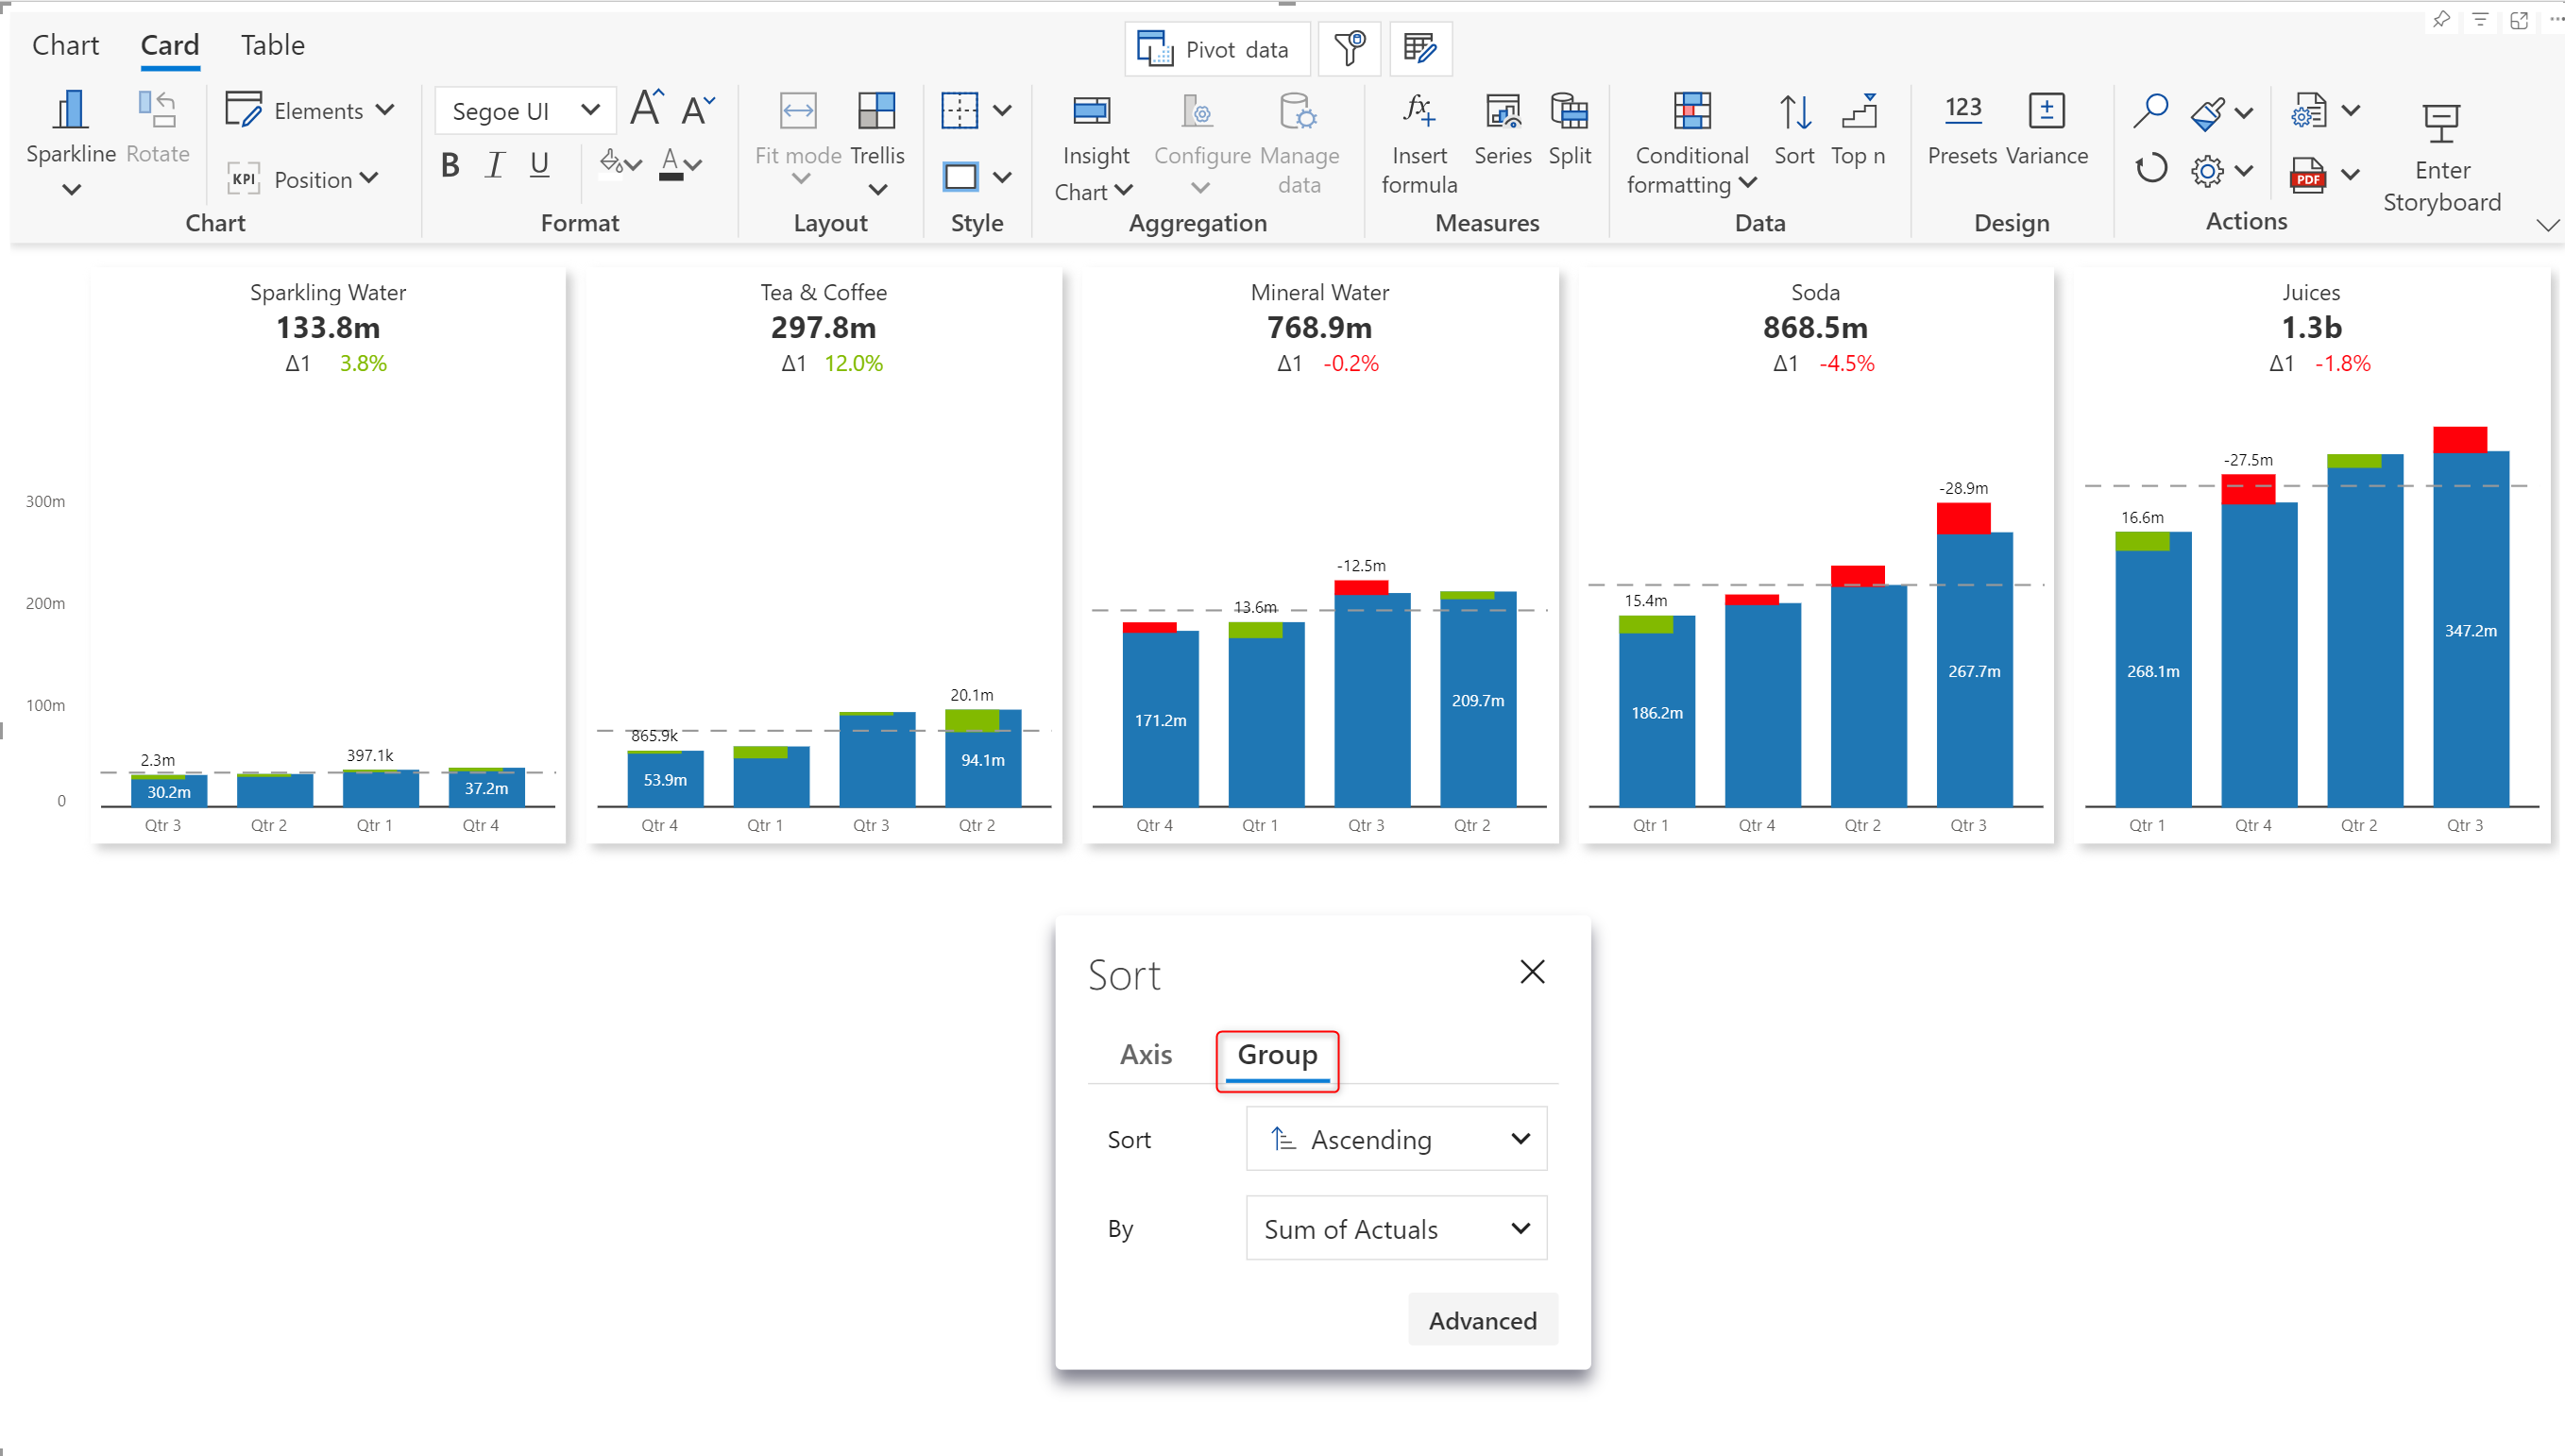 Chart Card Table
Pivot data
Sparkline Rotate
Elements
KPI Position
Chart
Segoe UI
A A
B I U A
Format
Fit mode Trellis
Layout
Style
Insight Chart
Configure
Manage data
Aggregation
fx Insert formula
Series
Split
Measures
Conditional formatting
Sort
Top n
Data
123
Presets Variance
Design
PDF
Actions
Enter Storyboard
300m
200m
100m
0
Sparkling Water
133.8m
Δ1 3.8%
2.3m
397.1k
30.2m
37.2m
Qtr 3 Qtr 2 Qtr 1 Qtr 4
Tea & Coffee
297.8m
Δ1 12.0%
20.1m
865.9k
94.1m
53.9m
Qtr 4 Qtr 1 Qtr 3 Qtr 2
Mineral Water
768.9m
Δ1 -0.2%
-12.5m
13.6m
209.7m
171.2m
Qtr 4 Qtr 1 Qtr 3 Qtr 2
Soda
868.5m
Δ1 -4.5%
-28.9m
15.4m
267.7m
186.2m
Qtr 1 Qtr 4 Qtr 2 Qtr 3
Juices
1.3b
Δ1 -1.8%
-27.5m
16.6m
347.2m
268.1m
Qtr 1 Qtr 4 Qtr 2 Qtr 3
Sort
Axis Group
Sort Ascending
By Sum of Actuals
Advanced